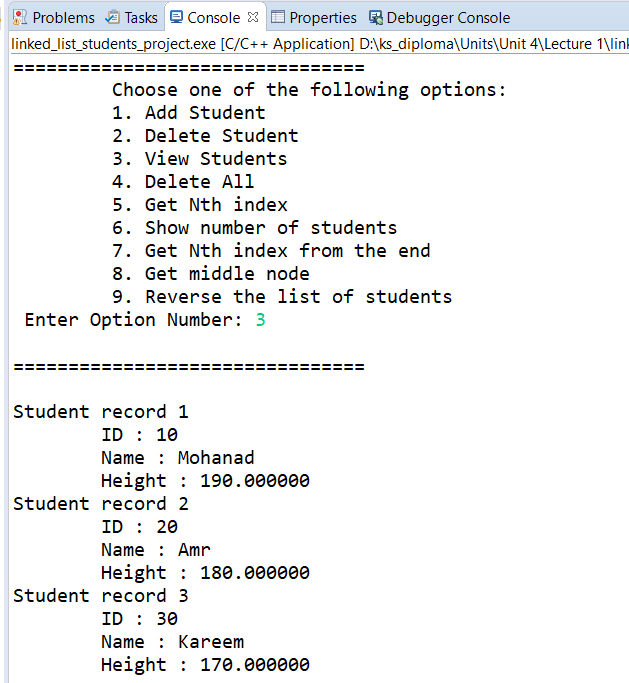 Problems Tasks Console Properties Debugger Console
linked_list_students_project.exe [C/C++ Application] D:\ks_diploma\Units\Unit 4\Lecture 1\lin
================================
Choose one of the following options:
1. Add Student
2. Delete Student
3. View Students
4. Delete All
5. Get Nth index
6. Show number of students
7. Get Nth index from the end
8. Get middle node
9. Reverse the list of students
Enter Option Number: 3
================================
Student record 1
ID : 10
Name : Mohanad
Height : 190.000000
Student record 2
ID : 20
Name : Amr
Height : 180.000000
Student record 3
ID : 30
Name : Kareem
Height : 170.000000